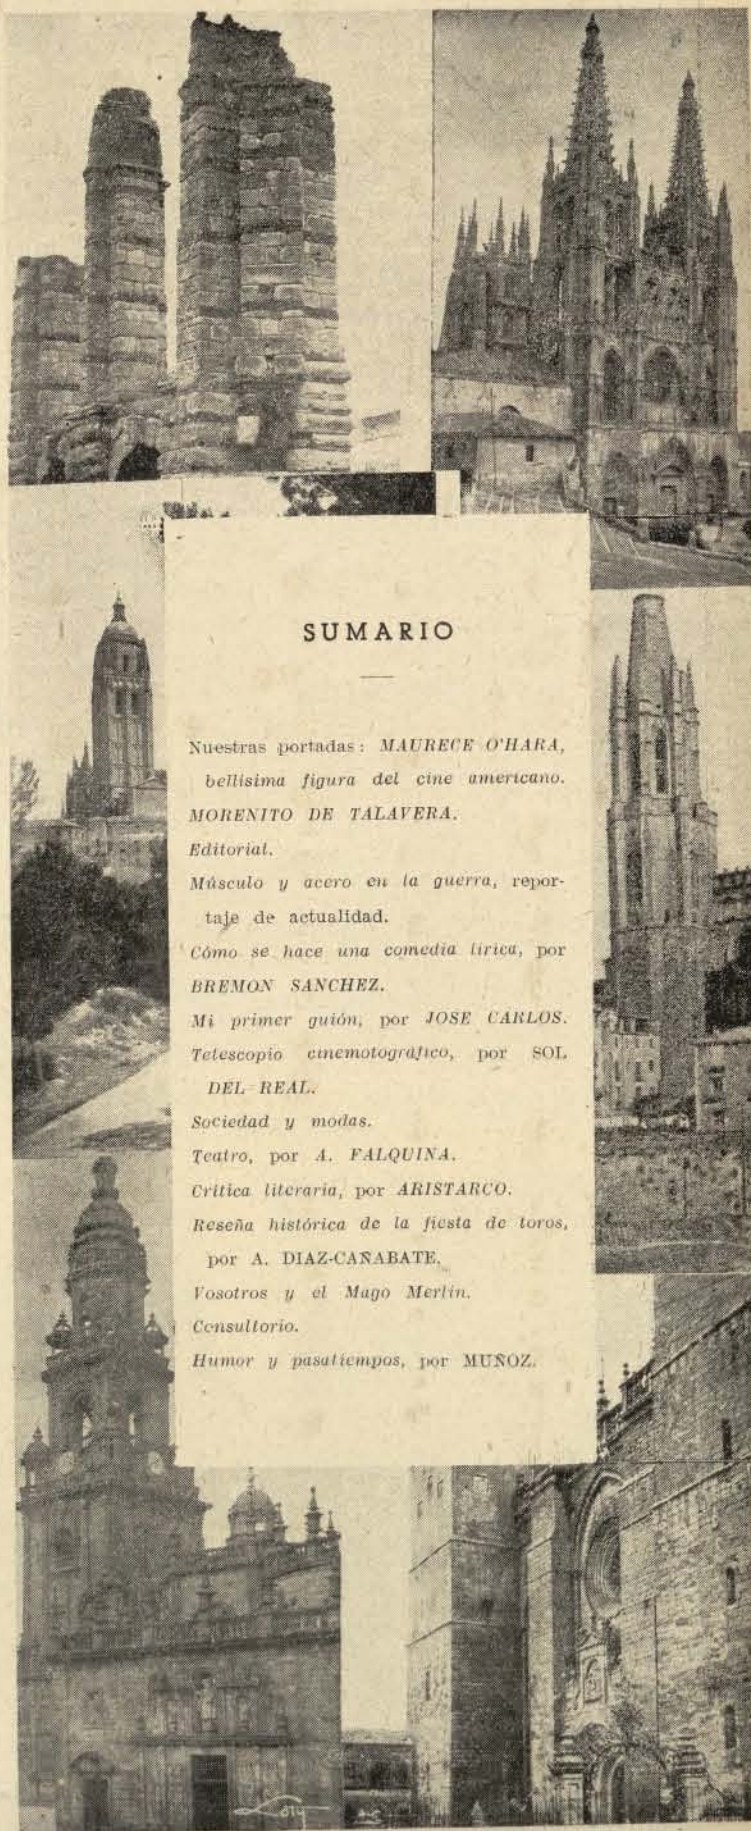 SUMARIO
Nuestras portadas: MAURECE O'HARA,
bellísima figura del cine americano.
MORENITO DE TALAVERA.
Editorial.
Músculo y acero en la guerra, repor-
taje de actualidad.
Cómo se hace una comedia lírica, por
BREMON SANCHEZ.
Mi primer guión, por JOSE CARLOS.
Telescopio cinemotográfico, por SOL
DEL REAL.
Sociedad y modas.
Teatro, por A. FALQUINA.
Crítica literaria, por ARISTARCO.
Reseña histórica de la fiesta de toros,
por A. DIAZ-CAÑABATE.
Vosotros y el Mago Merlín.
Consultorio.
Humor y pasatiempos, por MUÑOZ.
Loty